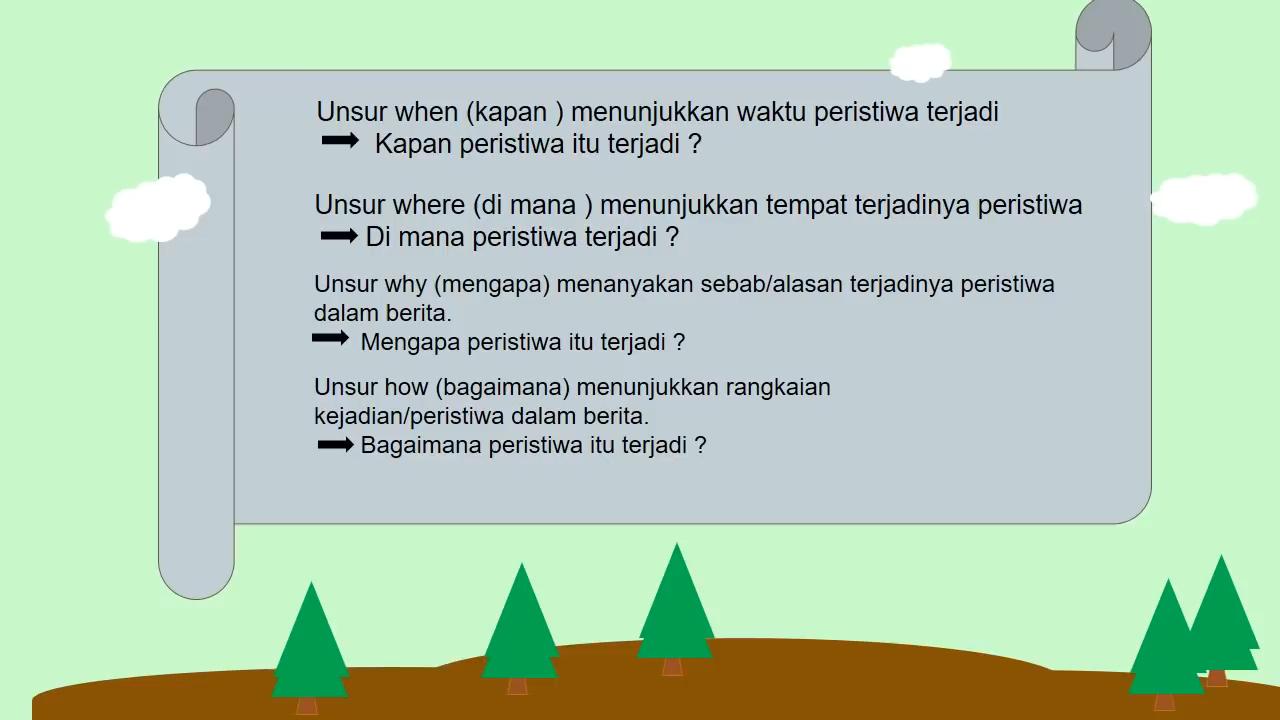 Unsur when (kapan ) menunjukkan waktu peristiwa terjadi
Kapan peristiwa itu terjadi ?
Unsur where (di mana ) menunjukkan tempat terjadinya peristiwa
Di mana peristiwa terjadi ?
Unsur why (mengapa) menanyakan sebab/alasan terjadinya peristiwa
dalam berita.
Mengapa peristiwa itu terjadi ?
Unsur how (bagaimana) menunjukkan rangkaian
kejadian/peristiwa dalam berita.
Bagaimana peristiwa itu terjadi ?